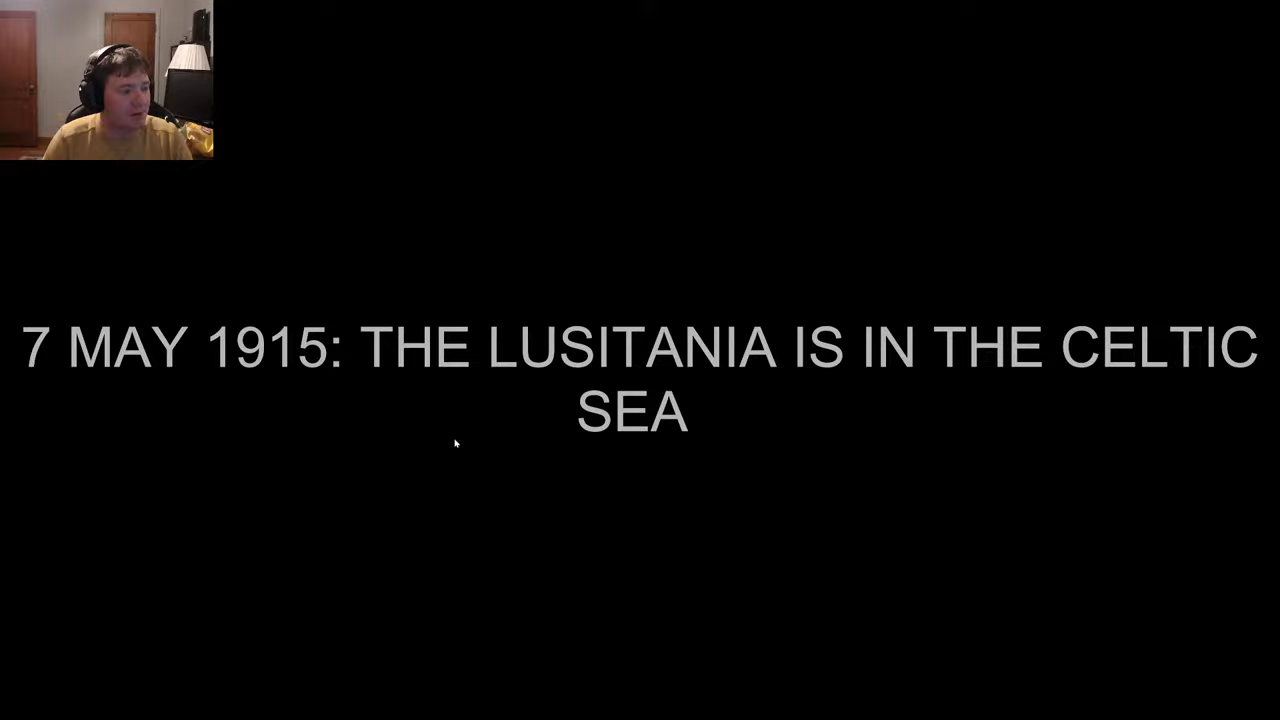 7 MAY 1915: THE LUSITANIA IS IN THE CELTIC
SEA